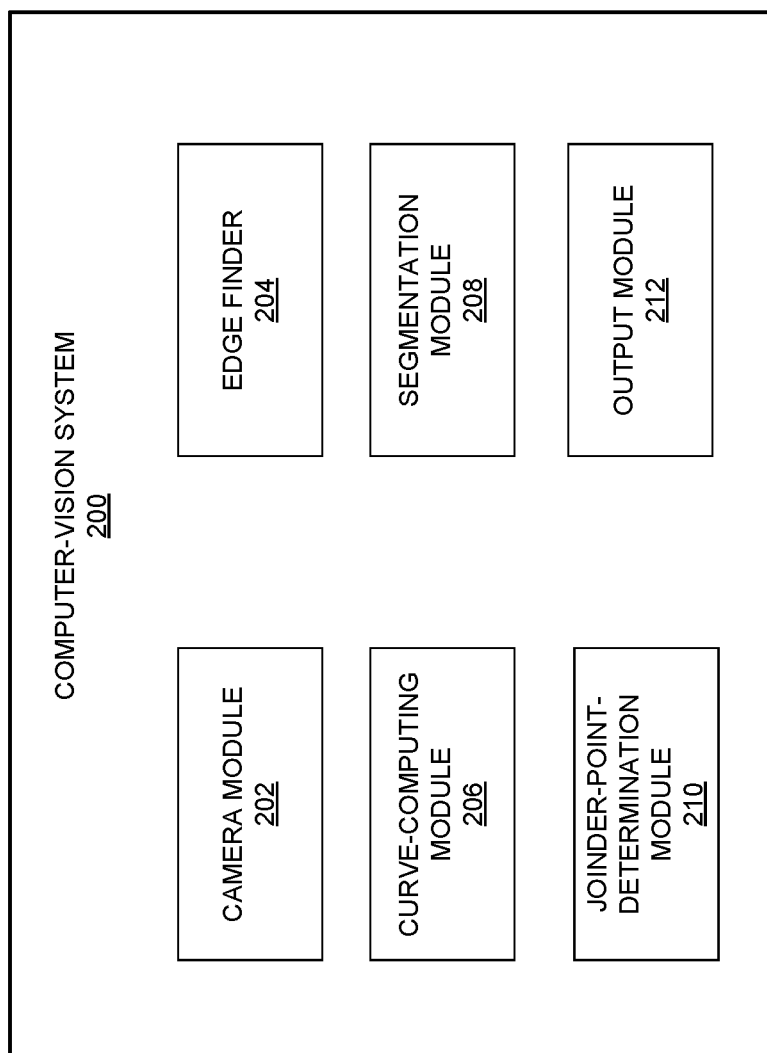 COMPUTER-VISION SYSTEM
200
CAMERA MODULE
202
EDGE FINDER
204
CURVE-COMPUTING
MODULE
206
SEGMENTATION
MODULE
208
JOINDER-POINT-
DETERMINATION
MODULE
210
OUTPUT MODULE
212